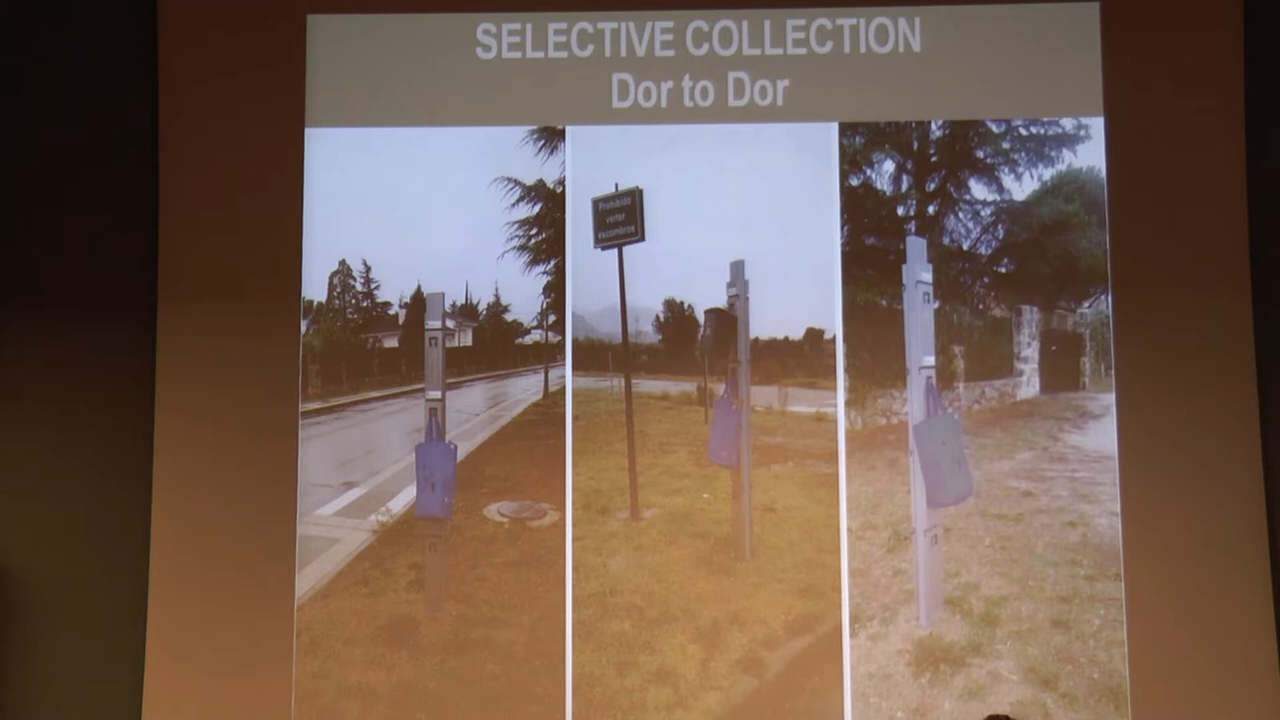 SELECTIVE COLLECTION
Dor to Dor
Prohibido
verter
escombros